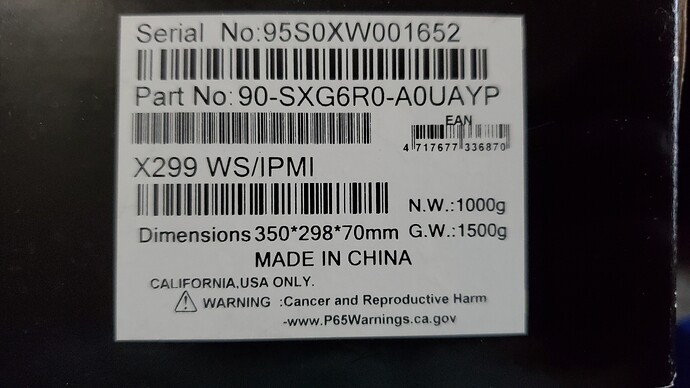 Serial No:95S0XW001652
Part No: 90-SXG6R0-A0UAYP
EAN
4 717677 336870
X299 WS/IPMI
N.W.:1000g
Dimensions 350*298*70mm G.W.:1500g
MADE IN CHINA
CALIFORNIA,USA ONLY.
WARNING :Cancer and Reproductive Harm
-www.P65Warnings.ca.gov